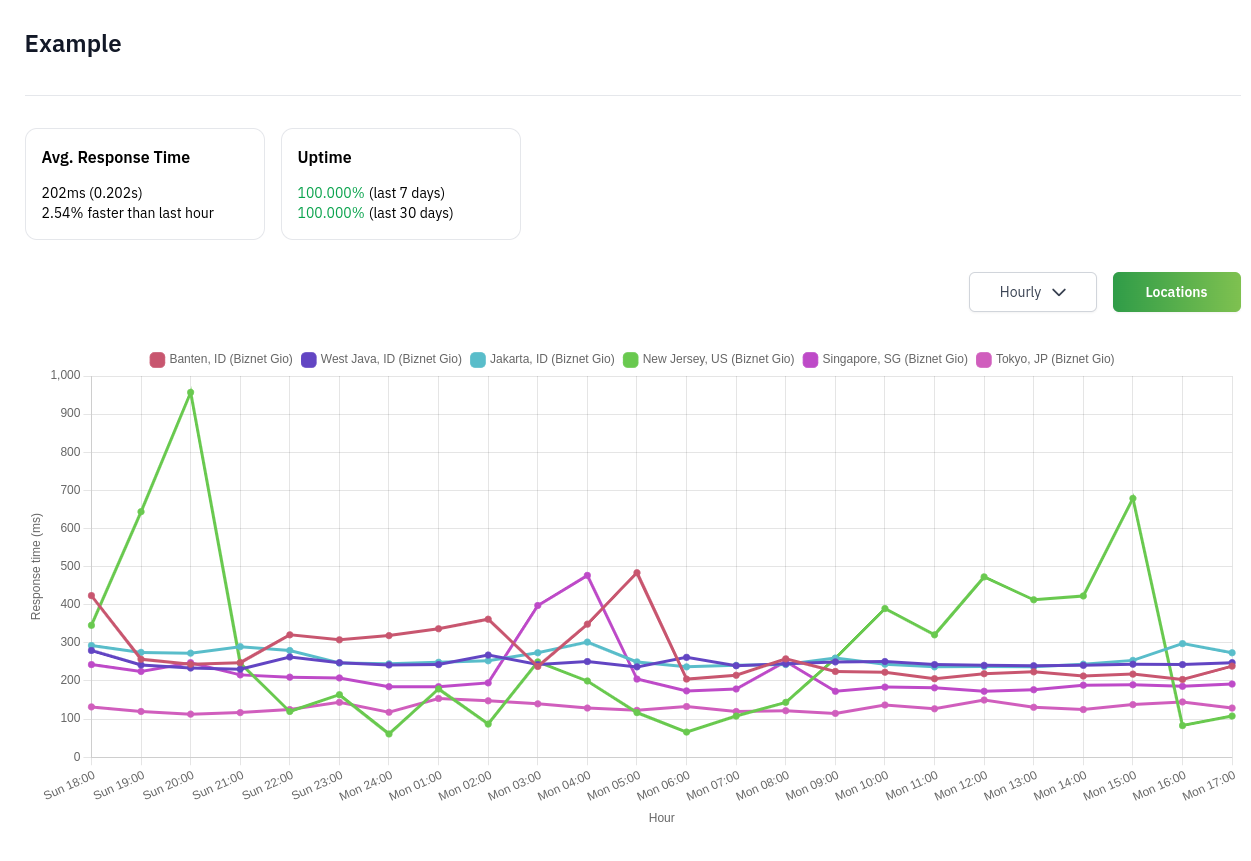 Example
Avg. Response Time
202ms (0.202s)
2.54% faster than last hour
Uptime
100.000% (last 7 days)
100.000% (last 30 days)
Hourly
Locations
Banten, ID (Biznet Gio) West Java, ID (Biznet Gio) Jakarta, ID (Biznet Gio) New Jersey, US (Biznet Gio) Singapore, SG (Biznet Gio) Tokyo, JP (Biznet Gio)
Response time (ms)
1,000
900
800
700
600
500
400
300
200
100
0
Sun 18:00 Sun 19:00 Sun 20:00 Sun 21:00 Sun 22:00 Sun 23:00 Mon 24:00 Mon 01:00 Mon 02:00 Mon 03:00 Mon 04:00 Mon 05:00 Mon 06:00 Mon 07:00 Mon 08:00 Mon 09:00 Mon 10:00 Mon 11:00 Mon 12:00 Mon 13:00 Mon 14:00 Mon 15:00 Mon 16:00 Mon 17:00
Hour